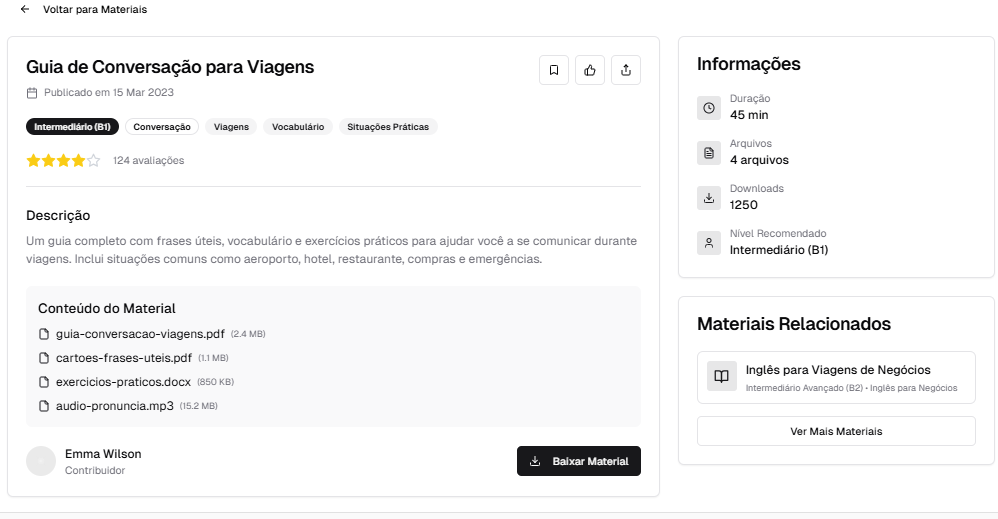 Voltar para Materiais
Guia de Conversação para Viagens
Publicado em 15 Mar 2023
Intermediário (B1) Conversação Viagens Vocabulário Situações Práticas
124 avaliações
Descrição
Um guia completo com frases úteis, vocabulário e exercícios práticos para ajudar você a se comunicar durante
viagens. Inclui situações comuns como aeroporto, hotel, restaurante, compras e emergências.
Conteúdo do Material
guia-conversacao-viagens.pdf (2.4 MB)
cartoes-frases-uteis.pdf (1.1 MB)
exercicios-praticos.docx (850 KB)
audio-pronuncia.mp3 (15.2 MB)
Emma Wilson
Contribuidor
Baixar Material
Informações
Duração
45 min
Arquivos
4 arquivos
Downloads
1250
Nível Recomendado
Intermediário (B1)
Materiais Relacionados
Inglês para Viagens de Negócios
Intermediário Avançado (B2) • Inglês para Negócios
Ver Mais Materiais